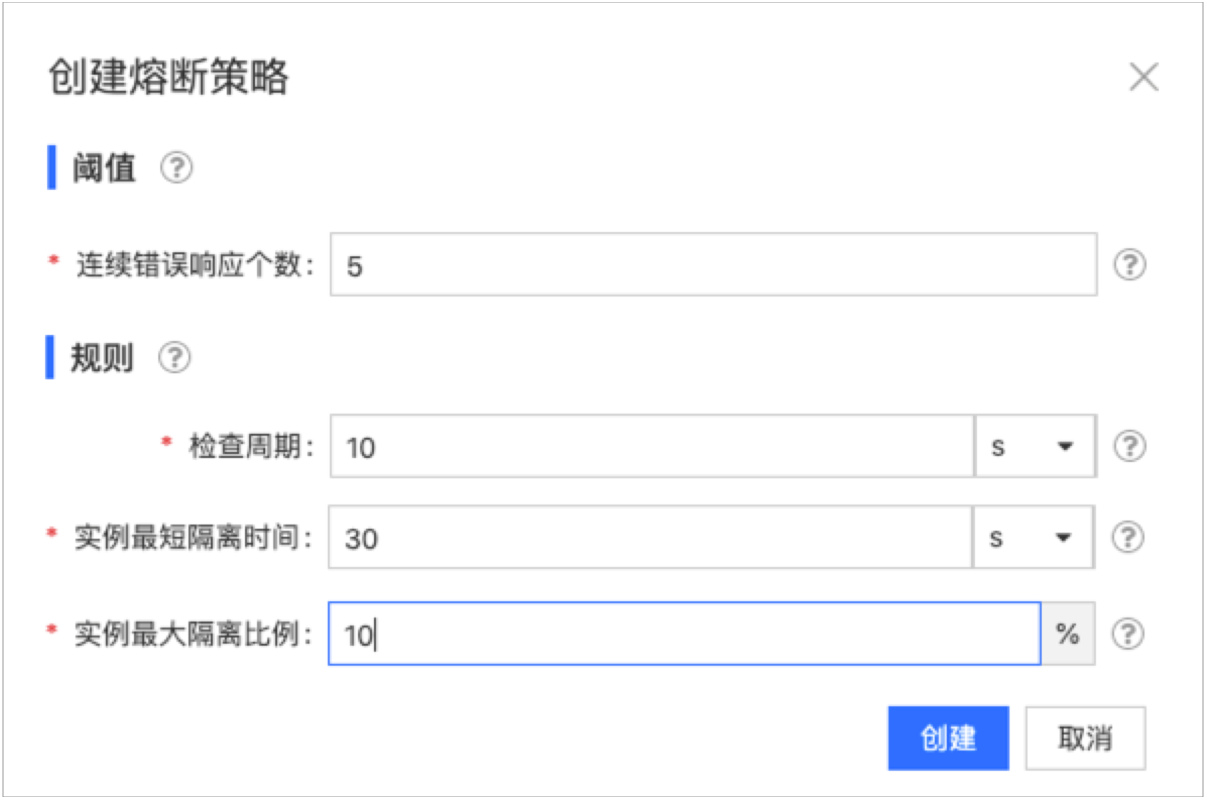 创建熔断策略
阈值 ?
* 连续错误响应个数: 5 ?
规则 ?
* 检查周期: 10 s ?
* 实例最短隔离时间: 30 s ?
* 实例最大隔离比例: 10 % ?
创建 取消